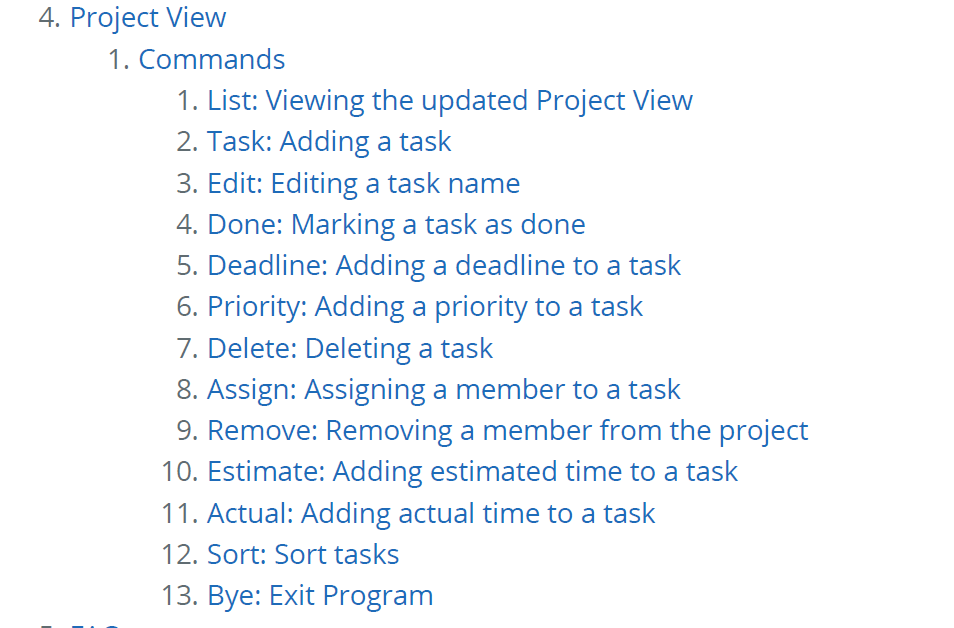 4. Project View
1. Commands
1. List: Viewing the updated Project View
2. Task: Adding a task
3. Edit: Editing a task name
4. Done: Marking a task as done
5. Deadline: Adding a deadline to a task
6. Priority: Adding a priority to a task
7. Delete: Deleting a task
8. Assign: Assigning a member to a task
9. Remove: Removing a member from the project
10. Estimate: Adding estimated time to a task
11. Actual: Adding actual time to a task
12. Sort: Sort tasks
13. Bye: Exit Program